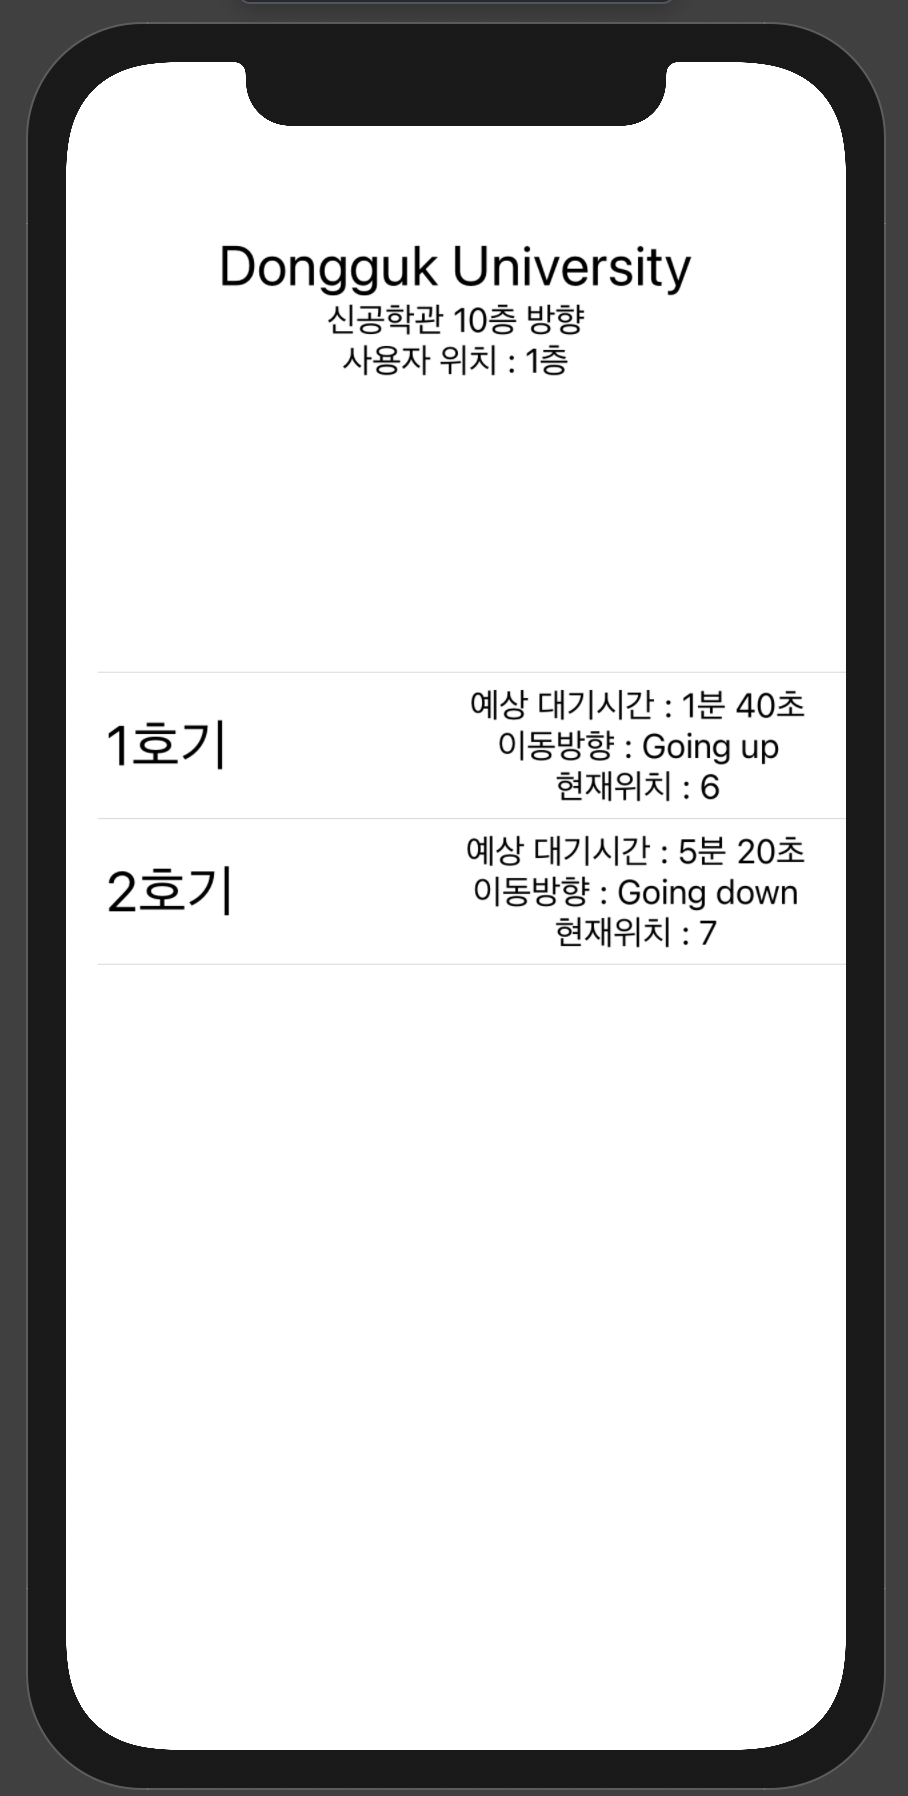 Dongguk University
신공학관 10층 방향
사용자 위치 : 1층
1호기
예상 대기시간 : 1분 40초
이동방향 : Going up
현재위치 : 6
2호기
예상 대기시간 : 5분 20초
이동방향 : Going down
현재위치 : 7